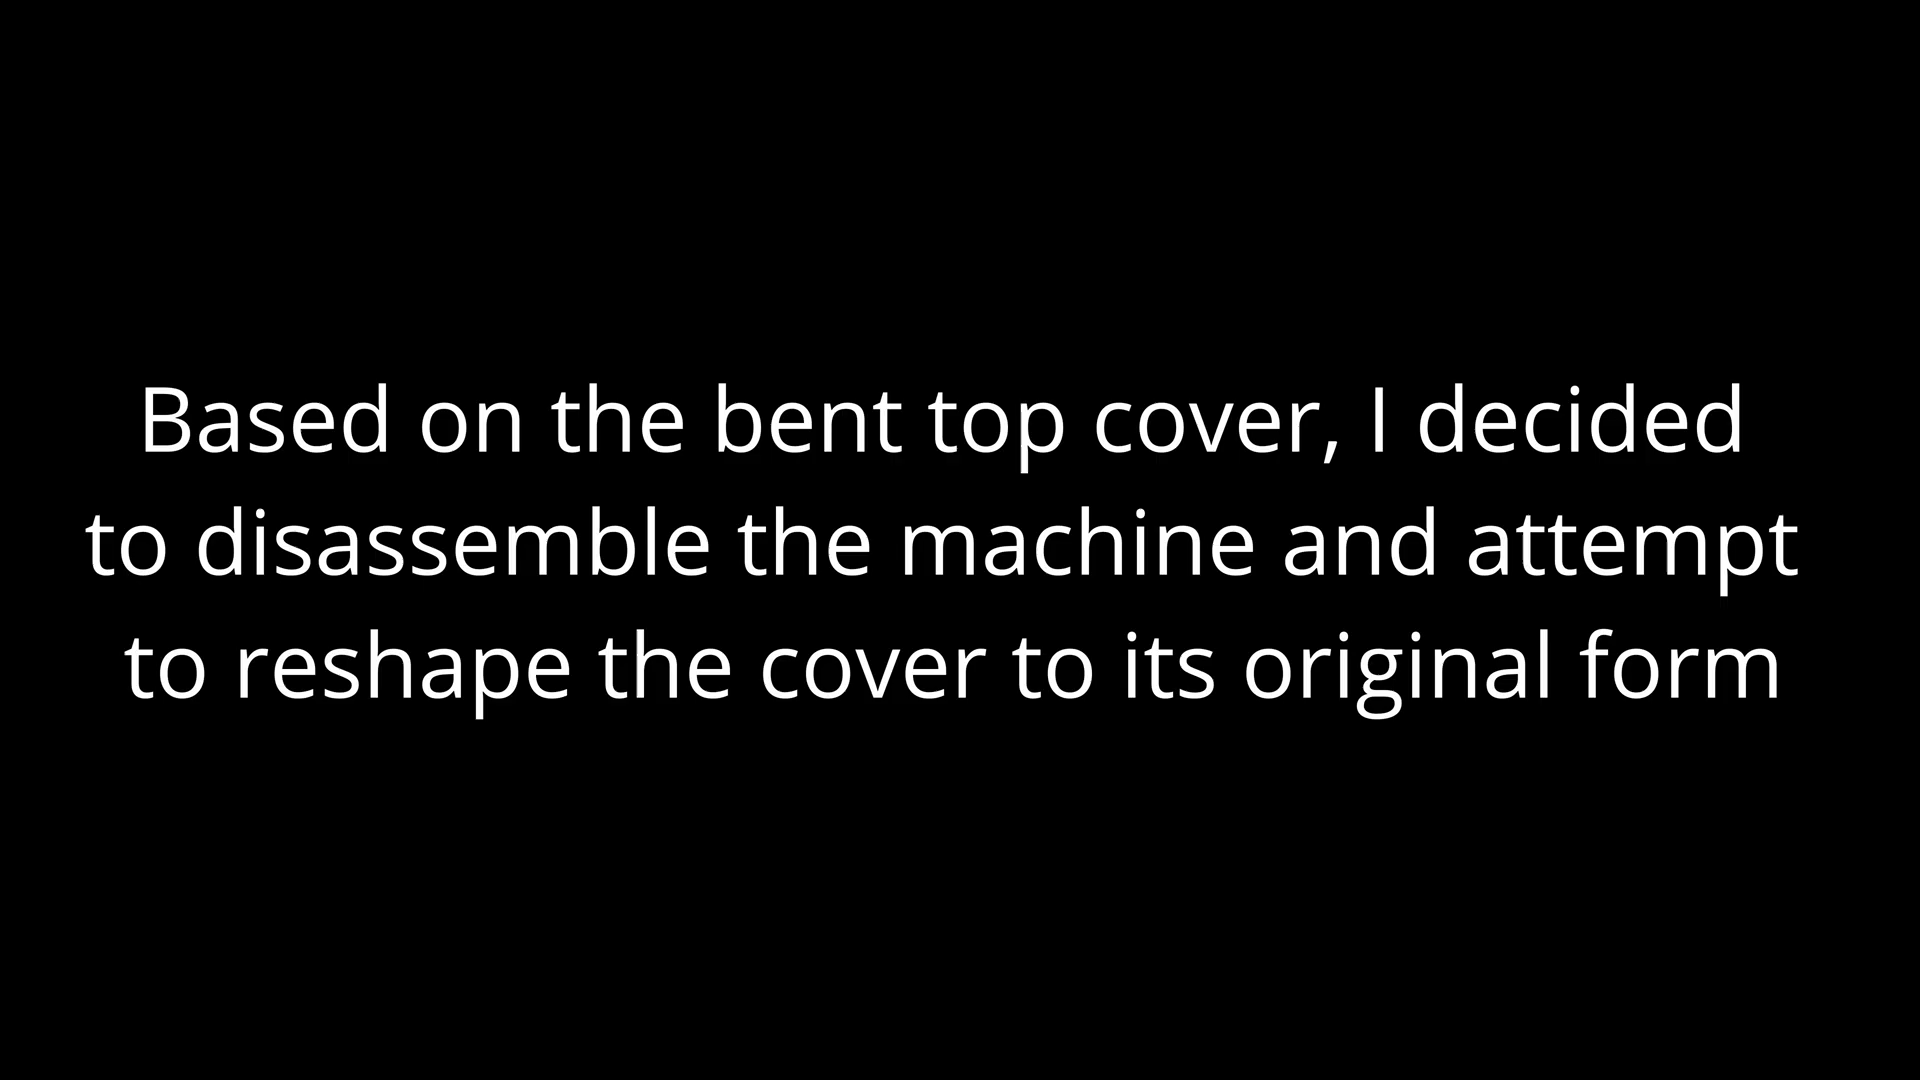 Based on the bent top cover, I decided
to disassemble the machine and attempt
to reshape the cover to its original form